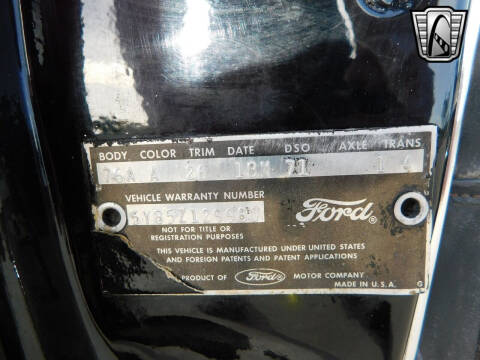 BODY COLOR TRIM DATE DSO AXLE TRANS
76A A 26 18M 71 1 4
VEHICLE WARRANTY NUMBER
Ford
NOT FOR TITLE OR
REGISTRATION PURPOSES
THIS VEHICLE IS MANUFACTURED UNDER UNITED STATES
AND FOREIGN PATENTS AND PATENT APPLICATIONS
PRODUCT OF Ford MOTOR COMPANY
MADE IN U.S.A. G